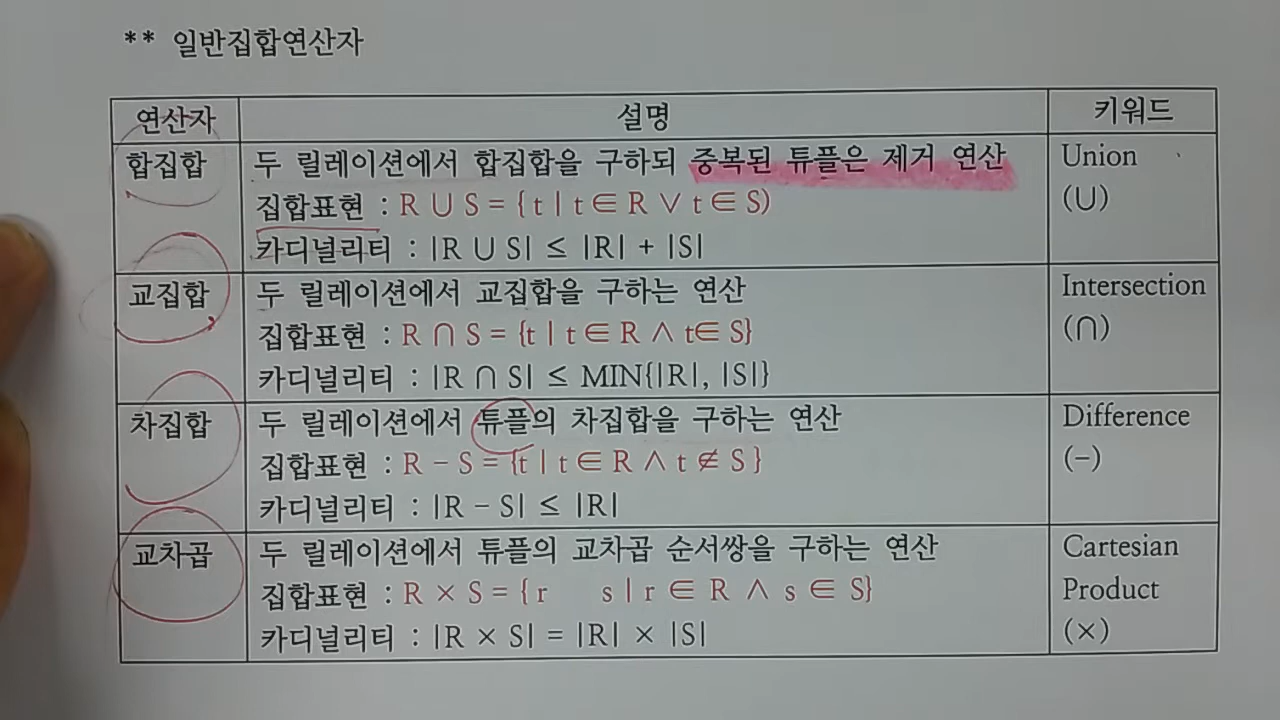 ** 일반집합연산자
연산자 설명 키워드
합집합 두 릴레이션에서 합집합을 구하되 중복된 튜플은 제거 연산 Union
집합표현 : R ∪ S = { t | t ∈ R ∨ t ∈ S) (∪)
카디널리티 : |R ∪ S| ≤ |R| + |S|
교집합 두 릴레이션에서 교집합을 구하는 연산 Intersection
집합표현 : R ∩ S = {t | t ∈ R ∧ t∈ S} (∩)
카디널리티 : |R ∩ S| ≤ MIN{|R|, |S|}
차집합 두 릴레이션에서 튜플의 차집합을 구하는 연산 Difference
집합표현 : R − S = {t | t ∈ R ∧ t ∉ S } (−)
카디널리티 : |R − S| ≤ |R|
교차곱 두 릴레이션에서 튜플의 교차곱 순서쌍을 구하는 연산 Cartesian
집합표현 : R × S = { r s | r ∈ R ∧ s ∈ S} Product
카디널리티 : |R × S| = |R| × |S| (×)